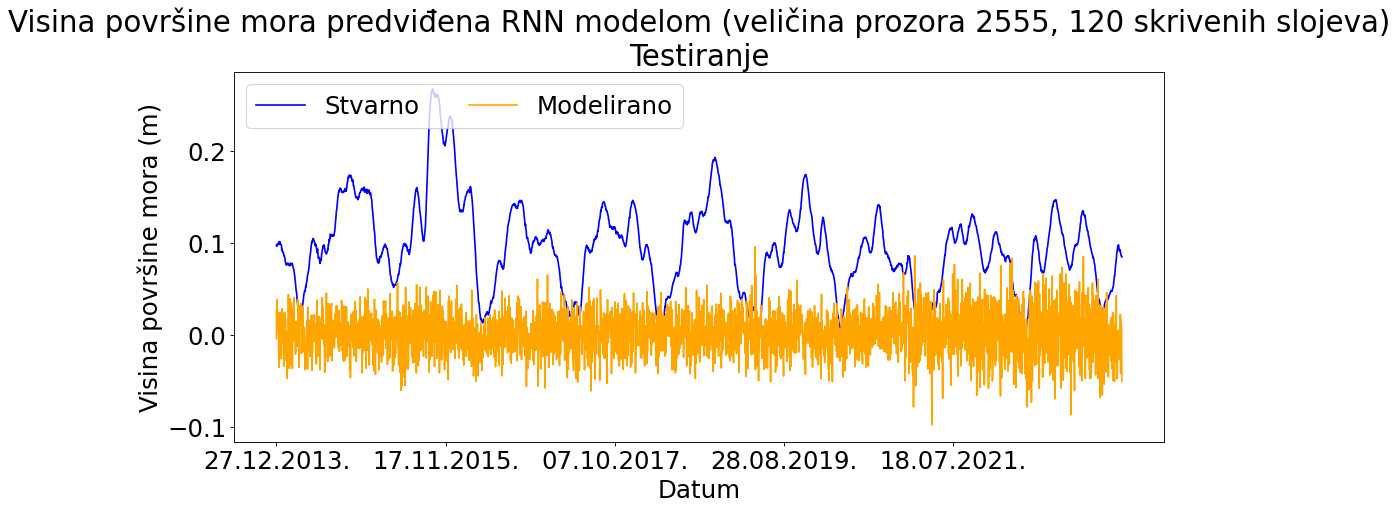 Visina površine mora predviđena RNN modelom (veličina prozora 2555, 120 skrivenih slojeva)
Testiranje
Stvarno
Modelirano
Visina površine mora (m)
0.2
0.1
0.0
−0.1
27.12.2013.
17.11.2015.
07.10.2017.
28.08.2019.
18.07.2021.
Datum